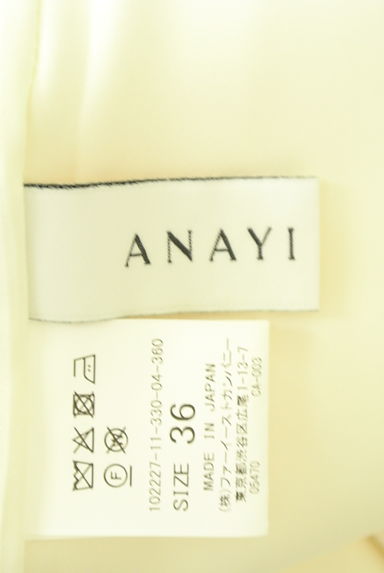 ANAYI
102227-11-330-04-360
SIZE 36
MADE IN JAPAN
(株)ファーイーストカンパニー
東京都渋谷区広尾1-13-7
05470 CA-003